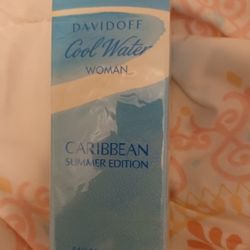 DAVIDOFF
Cool Water
WOMAN
CARIBBEAN
SUMMER EDITION